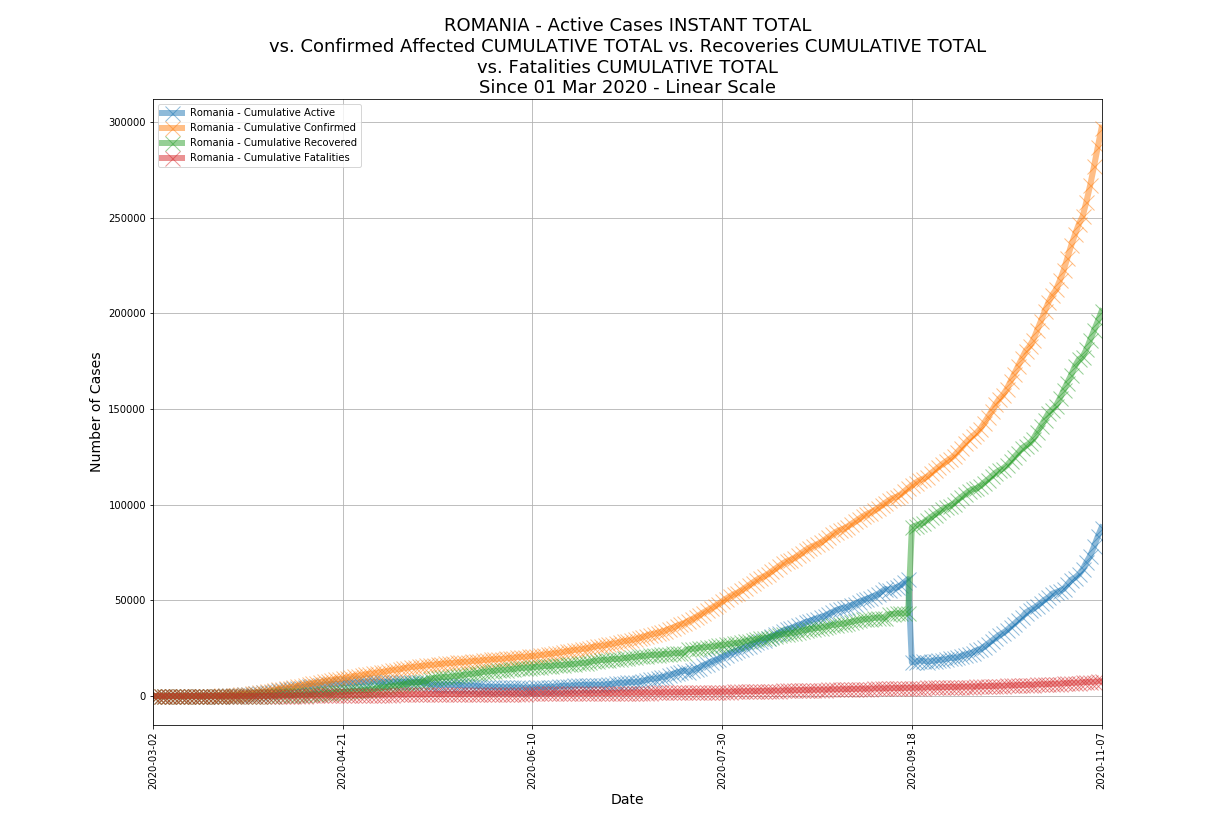 ROMANIA - Active Cases INSTANT TOTAL
vs. Confirmed Affected CUMULATIVE TOTAL vs. Recoveries CUMULATIVE TOTAL
vs. Fatalities CUMULATIVE TOTAL
Since 01 Mar 2020 - Linear Scale
Romania - Cumulative Active
Romania - Cumulative Confirmed
Romania - Cumulative Recovered
Romania - Cumulative Fatalities
300000
250000
200000
150000
100000
50000
0
Number of Cases
2020-03-02
2020-04-21
2020-06-10
2020-07-30
2020-09-18
2020-11-07
Date